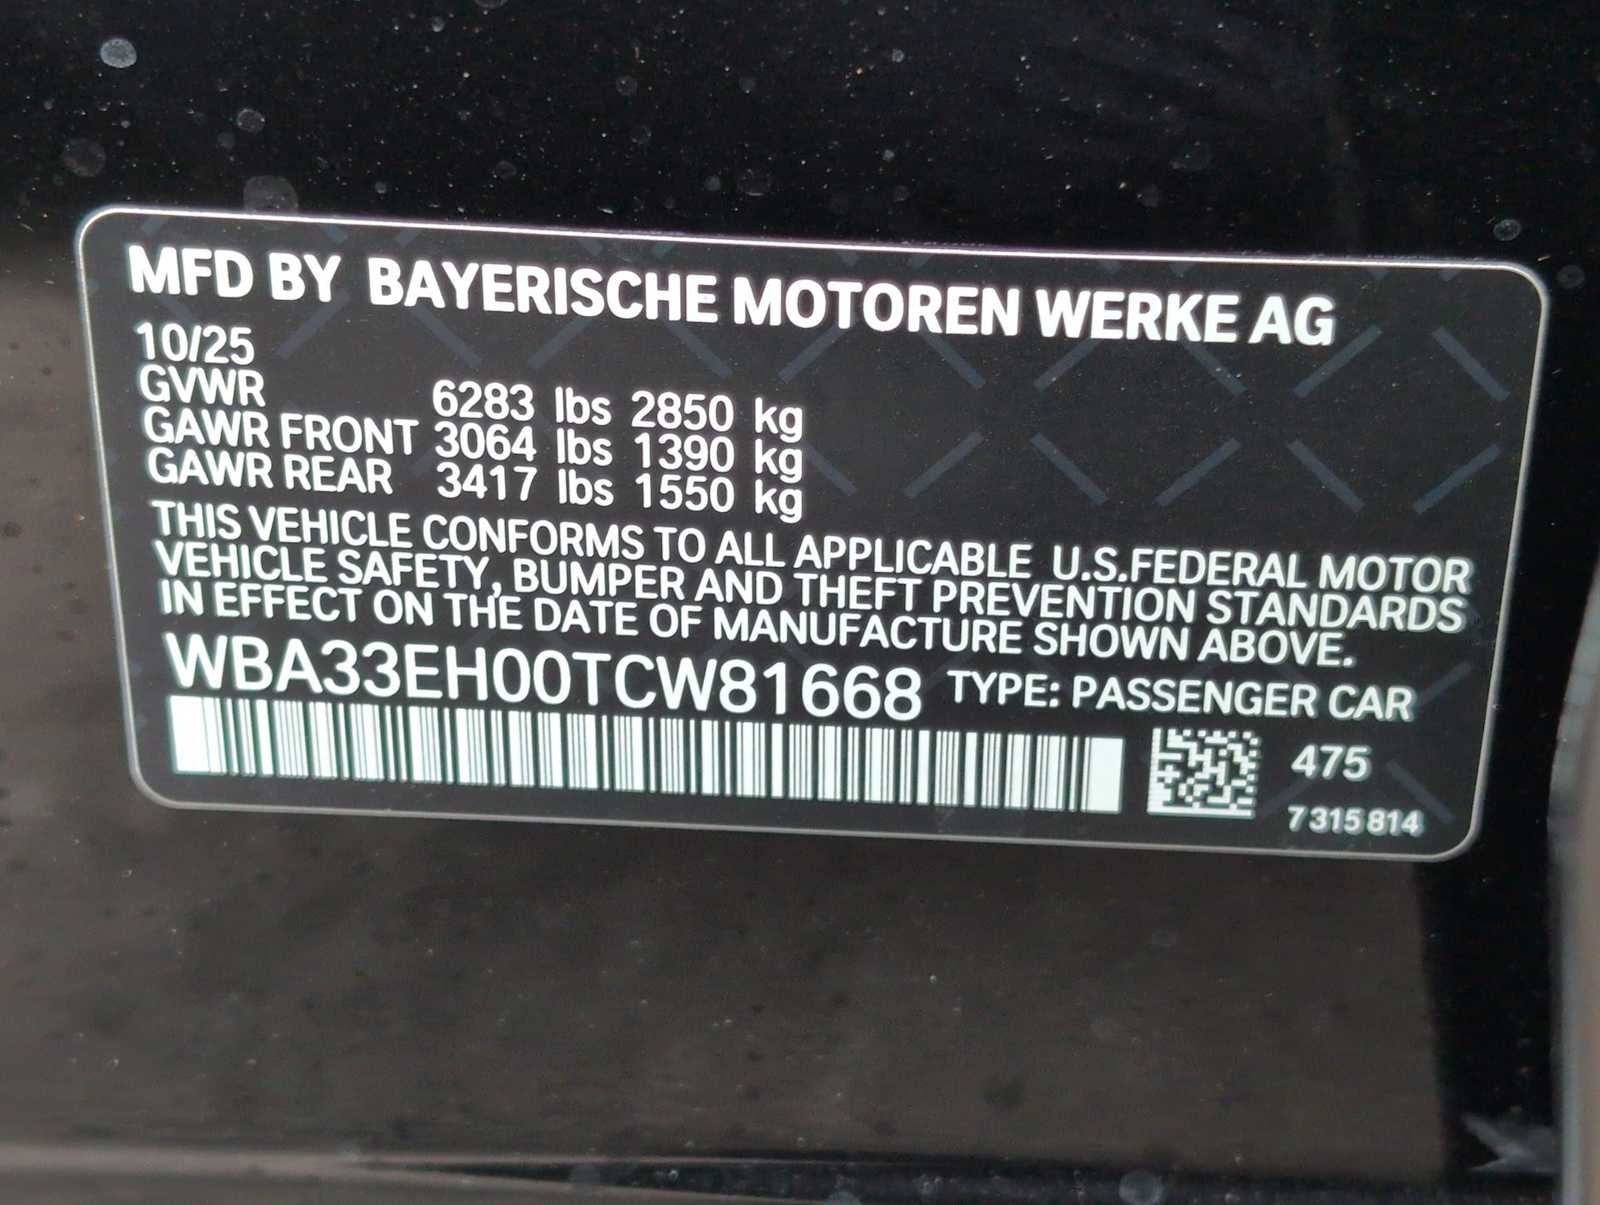 MFD BY BAYERISCHE MOTOREN WERKE AG
10/25
GVWR 6283 lbs 2850 kg
GAWR FRONT 3064 lbs 1390 kg
GAWR REAR 3417 lbs 1550 kg
THIS VEHICLE CONFORMS TO ALL APPLICABLE U.S.FEDERAL MOTOR
VEHICLE SAFETY, BUMPER AND THEFT PREVENTION STANDARDS
IN EFFECT ON THE DATE OF MANUFACTURE SHOWN ABOVE.
WBA33EH00TCW81668 TYPE: PASSENGER CAR
475
7315814